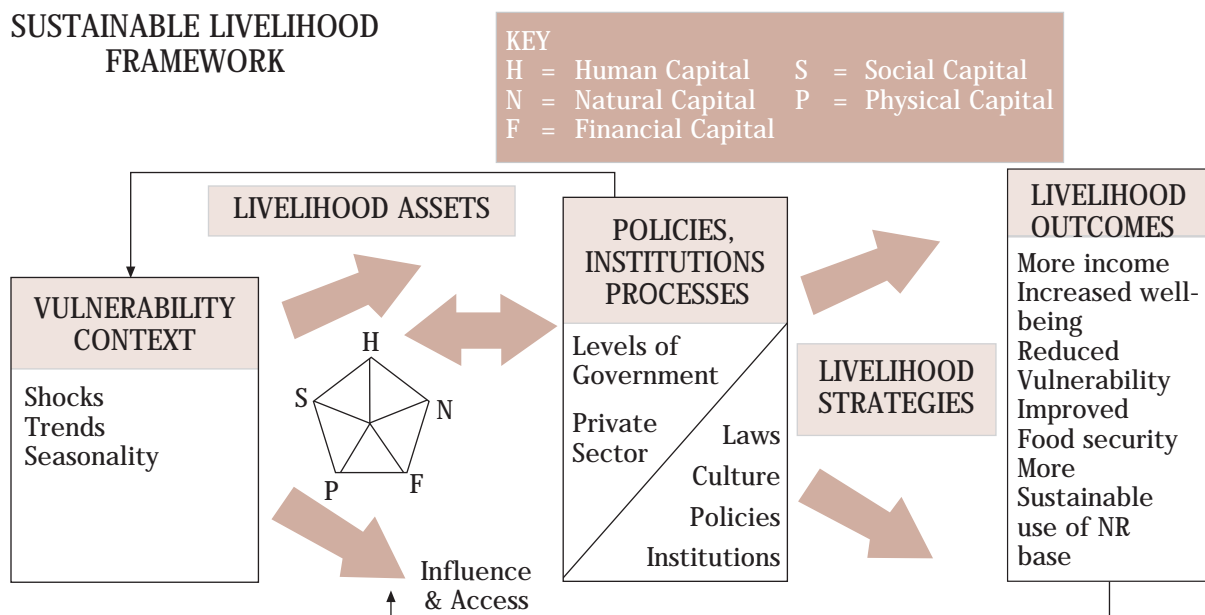 SUSTAINABLE LIVELIHOOD
FRAMEWORK
KEY
H = Human Capital S = Social Capital
N = Natural Capital P = Physical Capital
F = Financial Capital
LIVELIHOOD ASSETS
VULNERABILITY
CONTEXT
Shocks
Trends
Seasonality
H
S
N
P
F
Influence
& Access
POLICIES,
INSTITUTIONS
PROCESSES
Levels of
Government
Private
Sector
Laws
Culture
Policies
Institutions
LIVELIHOOD
STRATEGIES
LIVELIHOOD
OUTCOMES
More income
Increased well-
being
Reduced
Vulnerability
Improved
Food security
More
Sustainable
use of NR
base